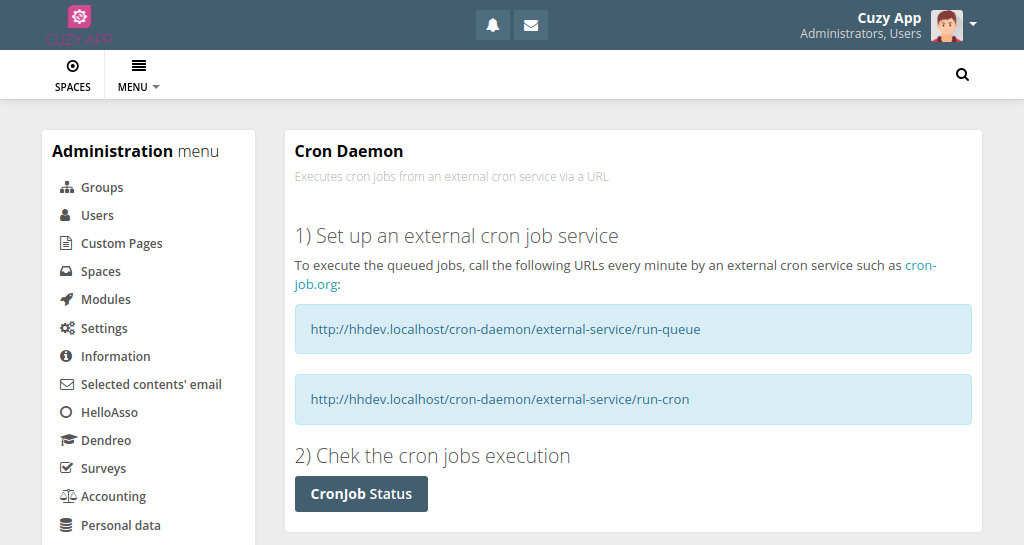 CUZY APP
Cuzy App
Administrators, Users
SPACES
MENU
Administration menu
Groups
Users
Custom Pages
Spaces
Modules
Settings
Information
Selected contents' email
HelloAsso
Dendreo
Surveys
Accounting
Personal data
Cron Daemon
Executes cron jobs from an external cron service via a URL
1) Set up an external cron job service
To execute the queued jobs, call the following URLs every minute by an external cron service such as cron-
job.org:
http://hhdev.localhost/cron-daemon/external-service/run-queue
http://hhdev.localhost/cron-daemon/external-service/run-cron
2) Chek the cron jobs execution
CronJob Status